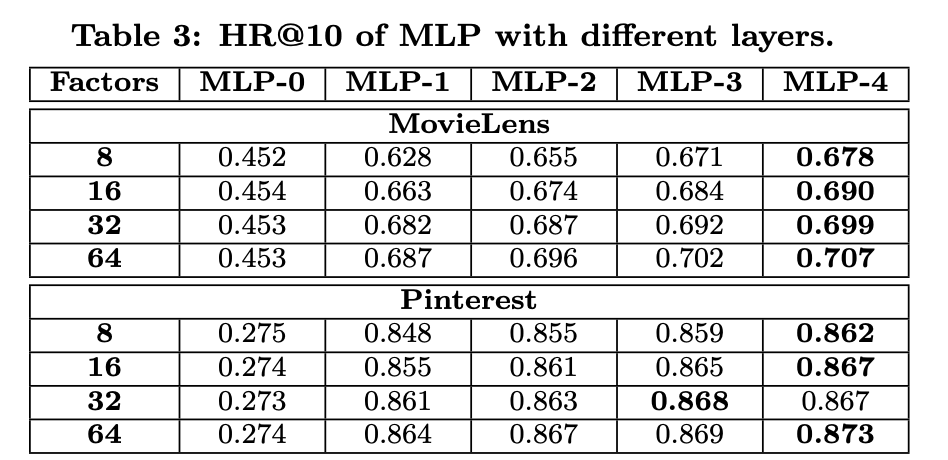 Table 3: HR@10 of MLP with different layers.
Factors MLP-0 MLP-1 MLP-2 MLP-3 MLP-4
MovieLens
8 0.452 0.628 0.655 0.671 0.678
16 0.454 0.663 0.674 0.684 0.690
32 0.453 0.682 0.687 0.692 0.699
64 0.453 0.687 0.696 0.702 0.707
Pinterest
8 0.275 0.848 0.855 0.859 0.862
16 0.274 0.855 0.861 0.865 0.867
32 0.273 0.861 0.863 0.868 0.867
64 0.274 0.864 0.867 0.869 0.873